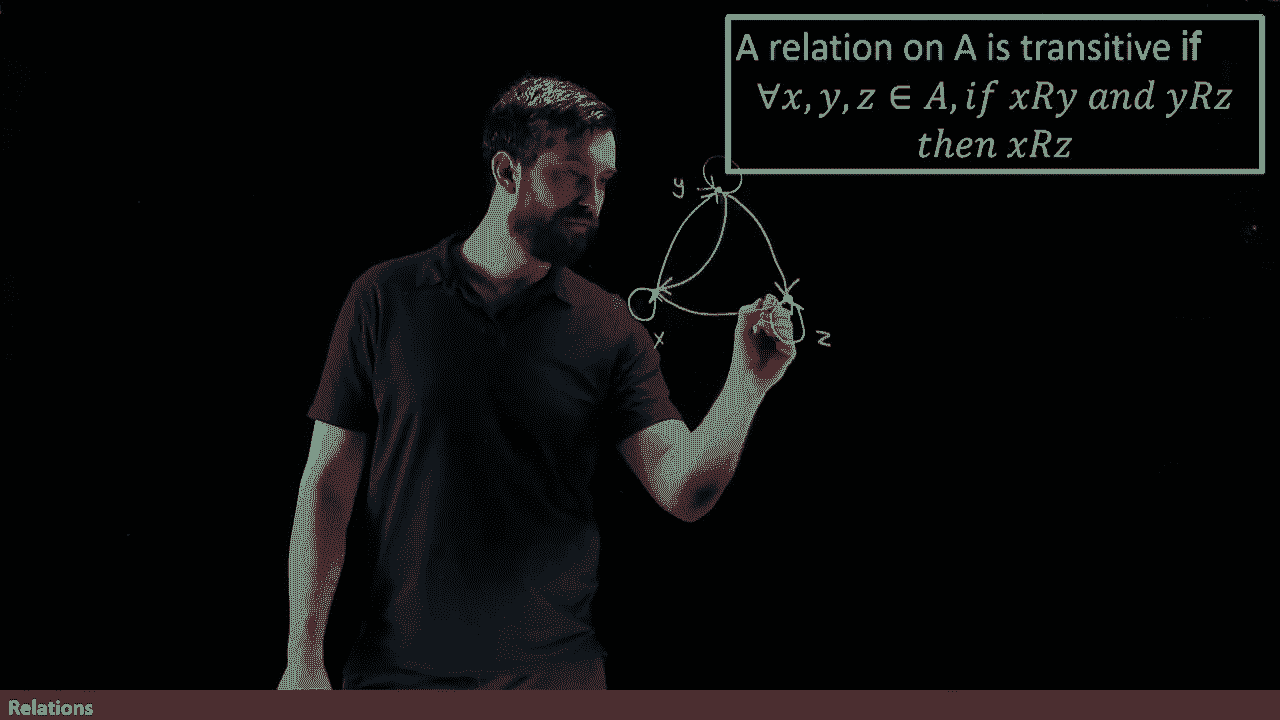 A relation on A is transitive if
∀x, y, z ∈ A, if xRy and yRz
then xRz
y
x
z
Relations